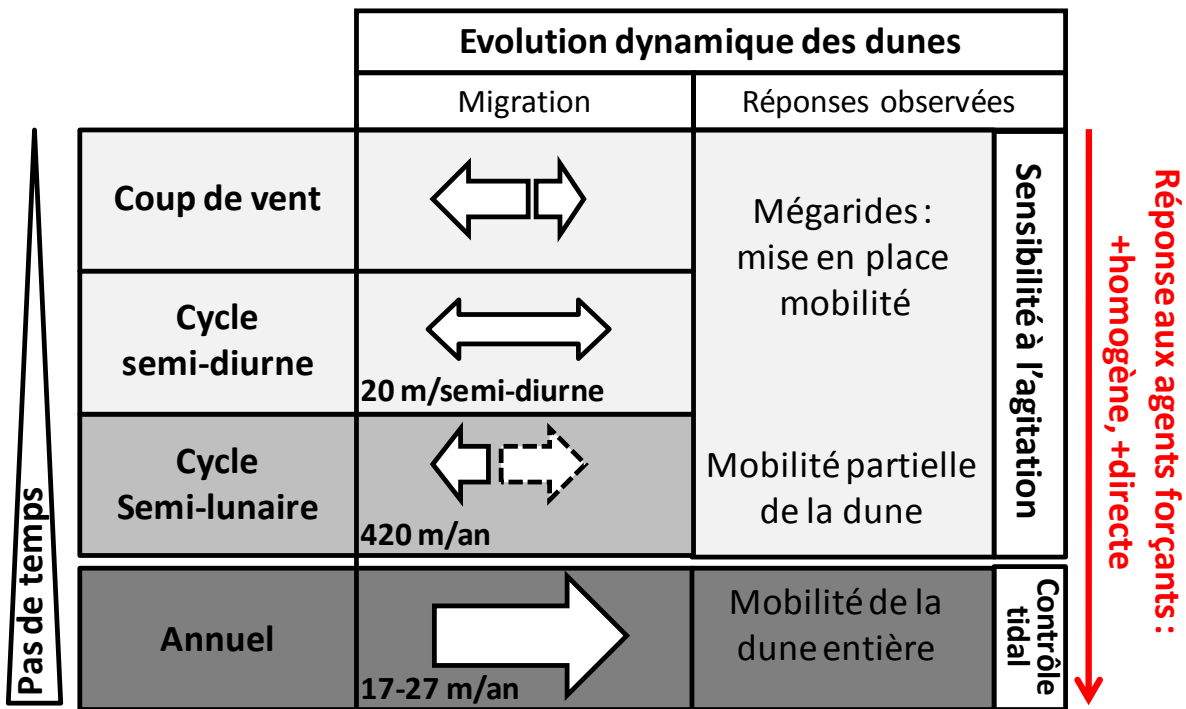 Evolution dynamique des dunes
Migration
Réponses observées
Coup de vent
Mégarides :
mise en place
mobilité
Cycle
semi-diurne
20 m/semi-diurne
Cycle
Semi-lunaire
420 m/an
Mobilité partielle
de la dune
Sensibilité à l'agitation
Annuel
17-27 m/an
Mobilité de la
dune entière
Contrôle
tidal
Pas de temps
Réponse aux agents forçants :
+homogène, +directe